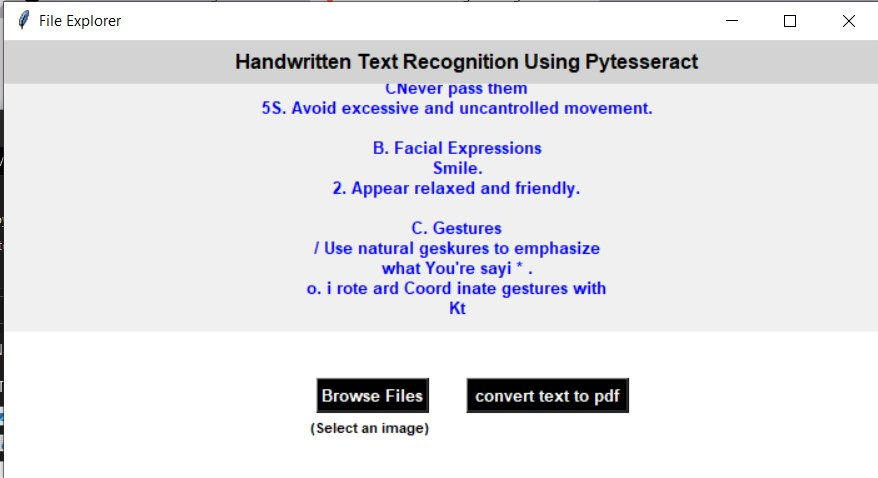 File Explorer
Handwritten Text Recognition Using Pytesseract
CNever pass them
5S. Avoid excessive and uncantrolled movement.
B. Facial Expressions
Smile.
2. Appear relaxed and friendly.
C. Gestures
/ Use natural geskures to emphasize
what You're sayi * .
o. i rote ard Coord inate gestures with
Kt
Browse Files
convert text to pdf
(Select an image)